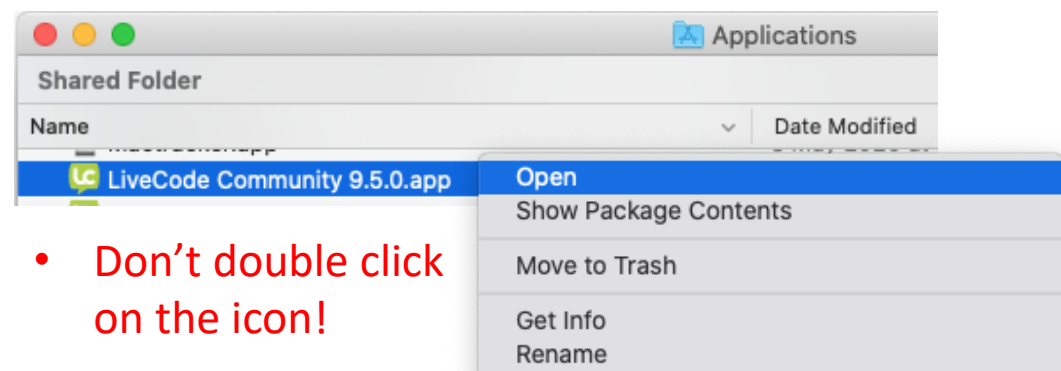 Applications
Shared Folder
Name Date Modified
LiveCode Community 9.5.0.app
Open
Show Package Contents
Move to Trash
Get Info
Rename
• Don’t double click
on the icon!